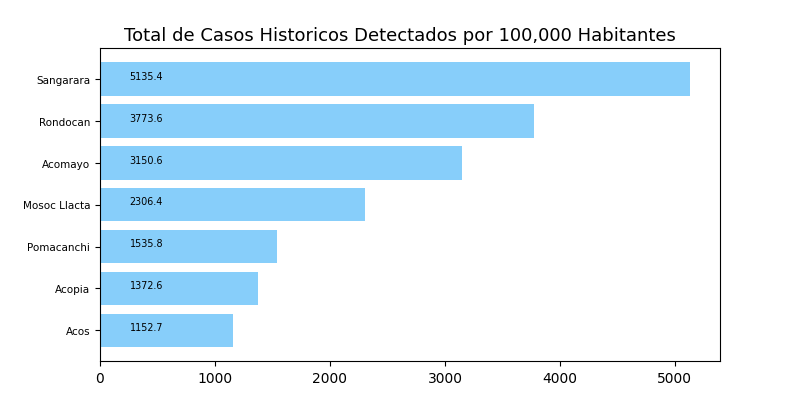 Total de Casos Historicos Detectados por 100,000 Habitantes
Sangarara 5135.4
Rondocan 3773.6
Acomayo 3150.6
Mosoc Llacta 2306.4
Pomacanchi 1535.8
Acopia 1372.6
Acos 1152.7
0 1000 2000 3000 4000 5000